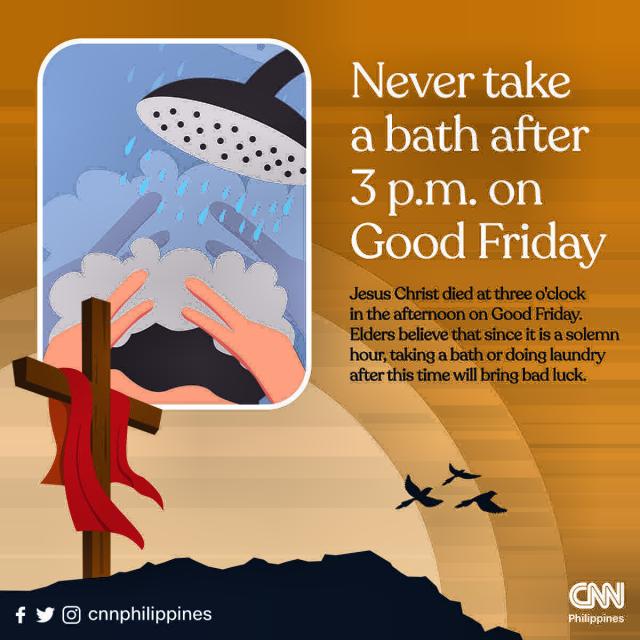 Never take
a bath after
3 p.m. on
Good Friday
Jesus Christ died at three o'clock
in the afternoon on Good Friday.
Elders believe that since it is a solemn
hour, taking a bath or doing laundry
after this time will bring bad luck.
cnnphilippines
CNN
Philippines